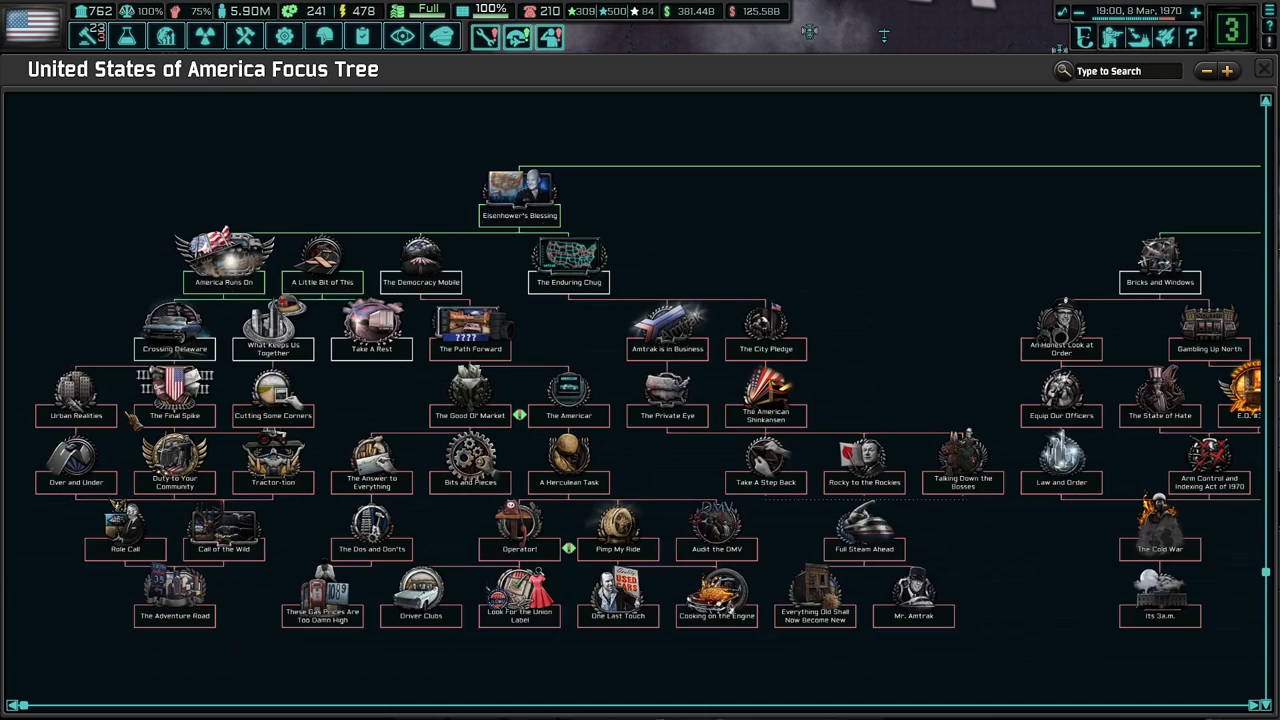 762 100% 75% 5.90M 241 478 Full 100% 210 308 500 84 $ 381.44B $ 125.58B 19:00, 8 Mar, 1970
23
3
3
United States of America Focus Tree
Type to Search
Eisenhower's Blessing
America Runs On
A Little Bit of This
The Democracy Mobile
The Enduring Chug
Bricks and Windows
????
Crossing Delaware
What Keeps Us
Together
Take A Rest
The Path Forward
Amtrak is in Business
The City Pledge
An Honest Look at
Order
Gambling Up North
Urban Realities
The Final Spike
Cutting Some Corners
The Good Ol' Market
The American
The Private Eye
The American
Shinkansen
Equip Our Officers
The State of Hate
Over and Under
Duty to Your
Community
Tractor-tion
The Answer to
Everything
Bits and Pieces
A Herculean Task
Take A Step Back
Rocky to the Rockies
Talking Down the
Bosses
Law and Order
Arm Control and
Indexing Act of 1970
DMV
Role Call
Call of the Wild
The Dos and Don'ts
Operator!
Pimp My Ride
Audit the DMV
Full Steam Ahead
The Cold War
USED
CARS
The Adventure Road
These Gas Prices Are
Too Damn High
Driver Clubs
Look For the Union
Label
One Last Touch
Cooking on the Engine
Everything Old Shall
Now Become New
Mr. Amtrak
Its 3a.m.